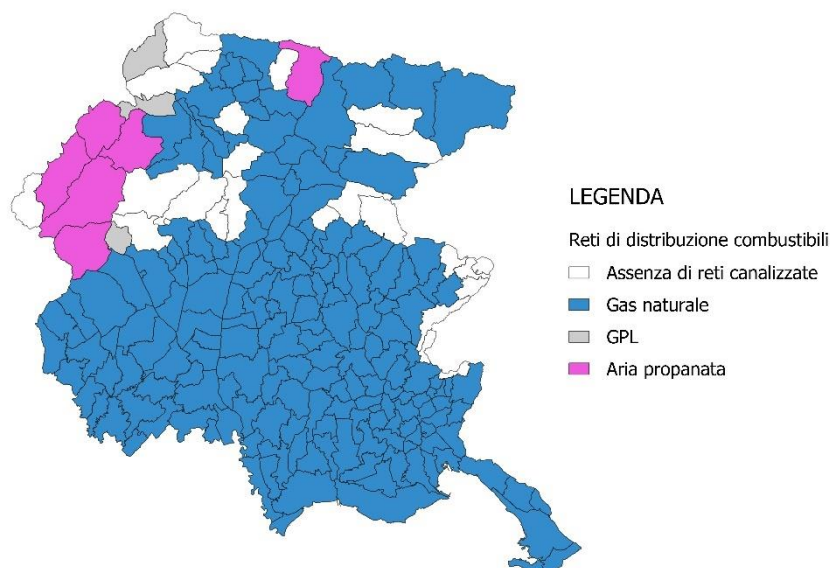 LEGENDA
Reti di distribuzione combustibili
Assenza di reti canalizzate
Gas naturale
GPL
Aria propanata